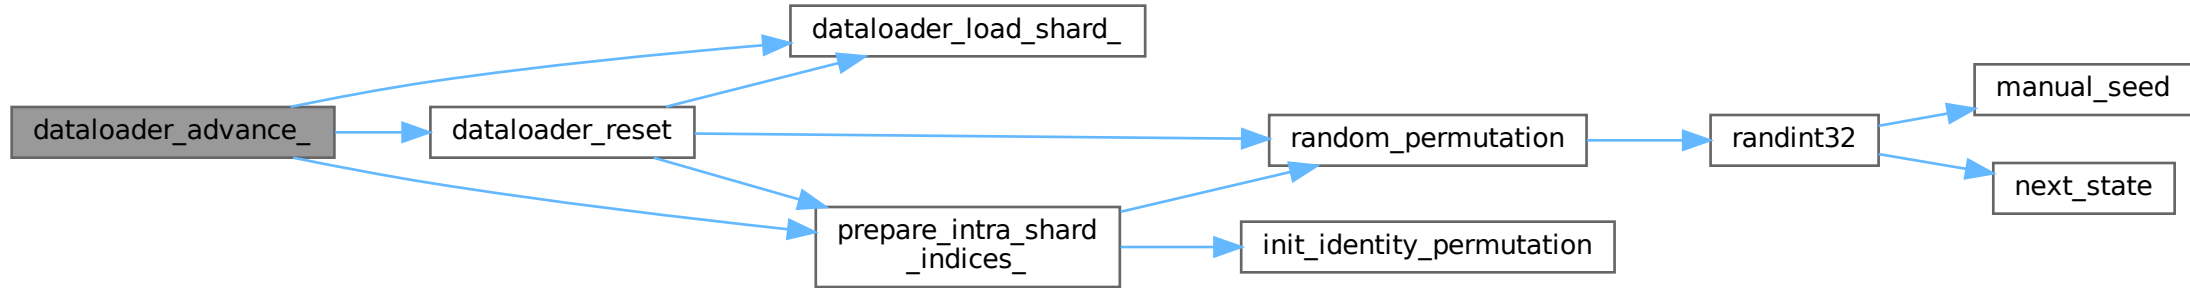 dataloader_load_shard_
manual_seed
dataloader_advance_
dataloader_reset
random_permutation
randint32
next_state
prepare_intra_shard
_indices_
init_identity_permutation